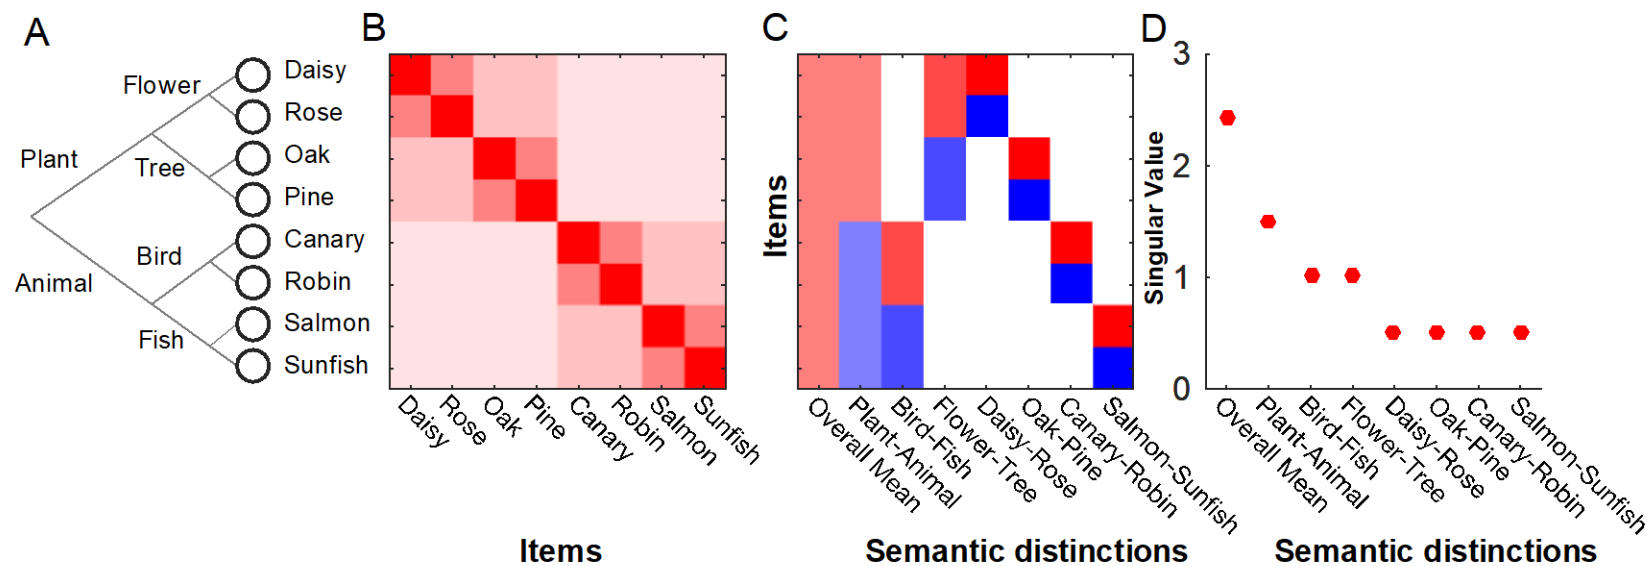 A
Flower
Plant
Tree
Bird
Animal
Fish
Daisy
Rose
Oak
Pine
Canary
Robin
Salmon
Sunfish
B
Daisy
Rose
Oak
Pine
Canary
Robin
Salmon
Sunfish
Items
C
Items
Overall Mean
Plant-Animal
Bird-Fish
Flower-Tree
Daisy-Rose
Oak-Pine
Canary-Robin
Salmon-Sunfish
Semantic distinctions
D
Singular Value
3
2
1
0
Overall Mean
Plant-Animal
Bird-Fish
Flower-Tree
Daisy-Rose
Oak-Pine
Canary-Robin
Salmon-Sunfish
Semantic distinctions